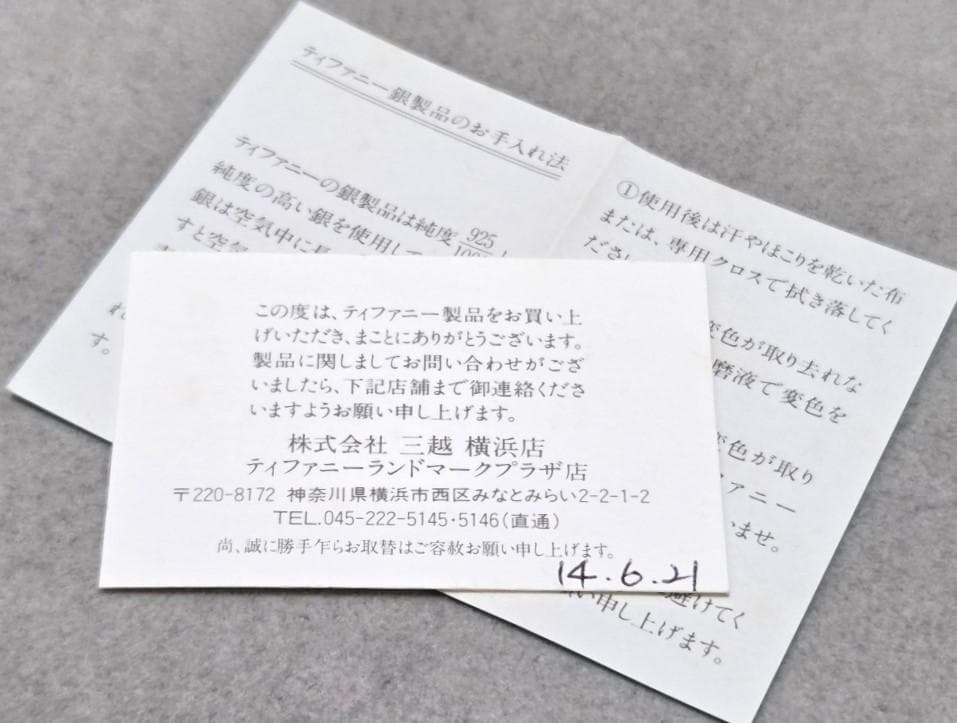 ティファニー銀製品のお手入れ法
ティファニーの銀製品は純度925
純度の高い銀を使用して
銀は空気中に
すと空気
す。
①使用後は汗やほこりを乾いた布
または、専用クロスで拭き落してく
ださい
変色が取り去れな
磨液で変色を
変色が取り
ァニー
いませ。
避けてく
い申し上げます。
この度は、ティファニー製品をお買い上
げいただき、まことにありがとうございます。
製品に関しましてお問い合わせがござ
いましたら、下記店舗まで御連絡くださ
いますようお願い申し上げます。
株式会社 三越 横浜店
ティファニーランドマークプラザ店
〒220-8172 神奈川県横浜市西区みなとみらい2-2-1-2
TEL.045-222-5145・5146(直通)
尚、誠に勝手乍らお取替はご容赦お願い申し上げます。
14.6.21